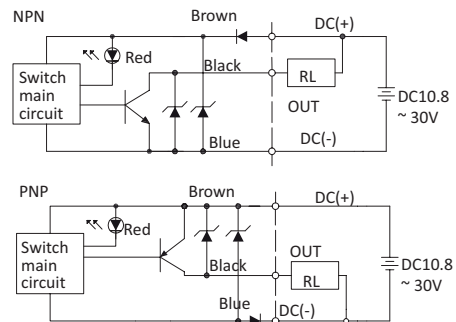 NPN
Brown
DC(+)
Red
Switch
main
circuit
Black
RL
OUT
DC10.8
~ 30V
Blue
DC(-)
PNP
Brown
DC(+)
Red
Switch
main
circuit
Black
OUT
RL
DC10.8
~ 30V
Blue
DC(-)